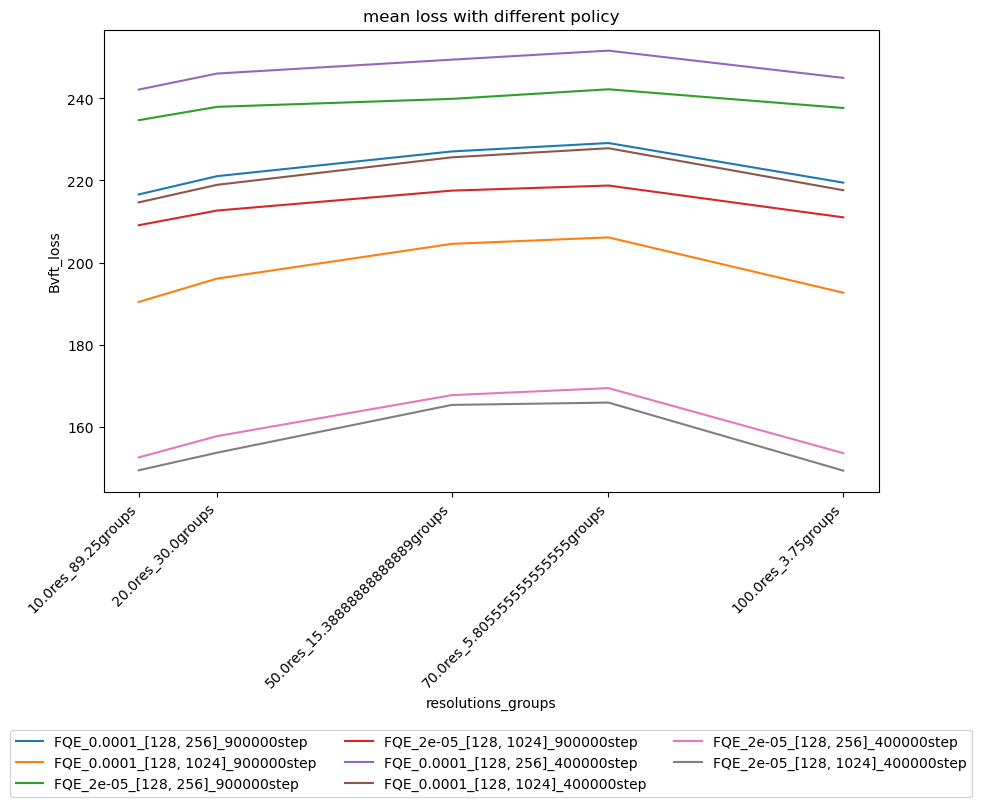 mean loss with different policy
Bvft_loss
240
220
200
180
160
10.0res_89.25groups
20.0res_30.0groups
50.0res_15.38888888888889groups
70.0res_5.805555555555555groups
100.0res_3.75groups
resolutions_groups
FQE_0.0001_[128, 256]_900000step
FQE_0.0001_[128, 1024]_900000step
FQE_2e-05_[128, 256]_900000step
FQE_2e-05_[128, 1024]_900000step
FQE_0.0001_[128, 256]_400000step
FQE_0.0001_[128, 1024]_400000step
FQE_2e-05_[128, 256]_400000step
FQE_2e-05_[128, 1024]_400000step